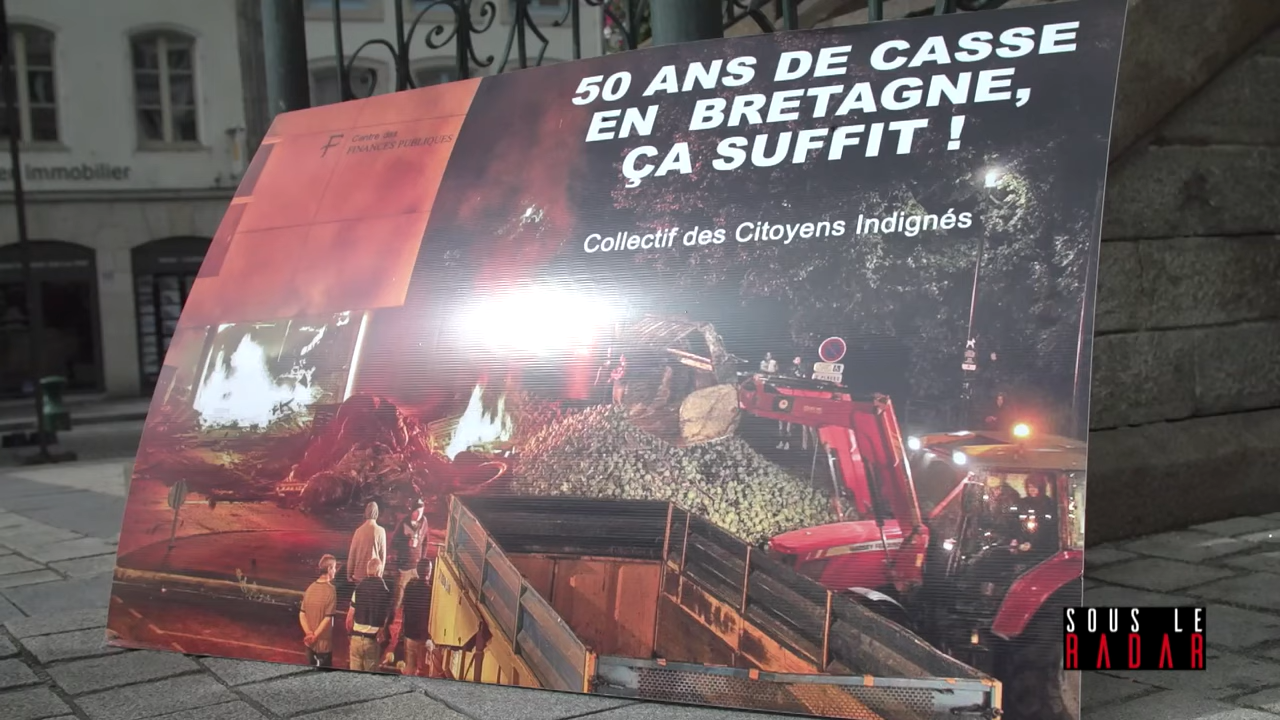 50 ANS DE CASSE
EN BRETAGNE,
ÇA SUFFIT !
Collectif des Citoyens Indignés
Centre des
FINANCES PUBLIQUES
immobilier
SOUS LE
RADAR